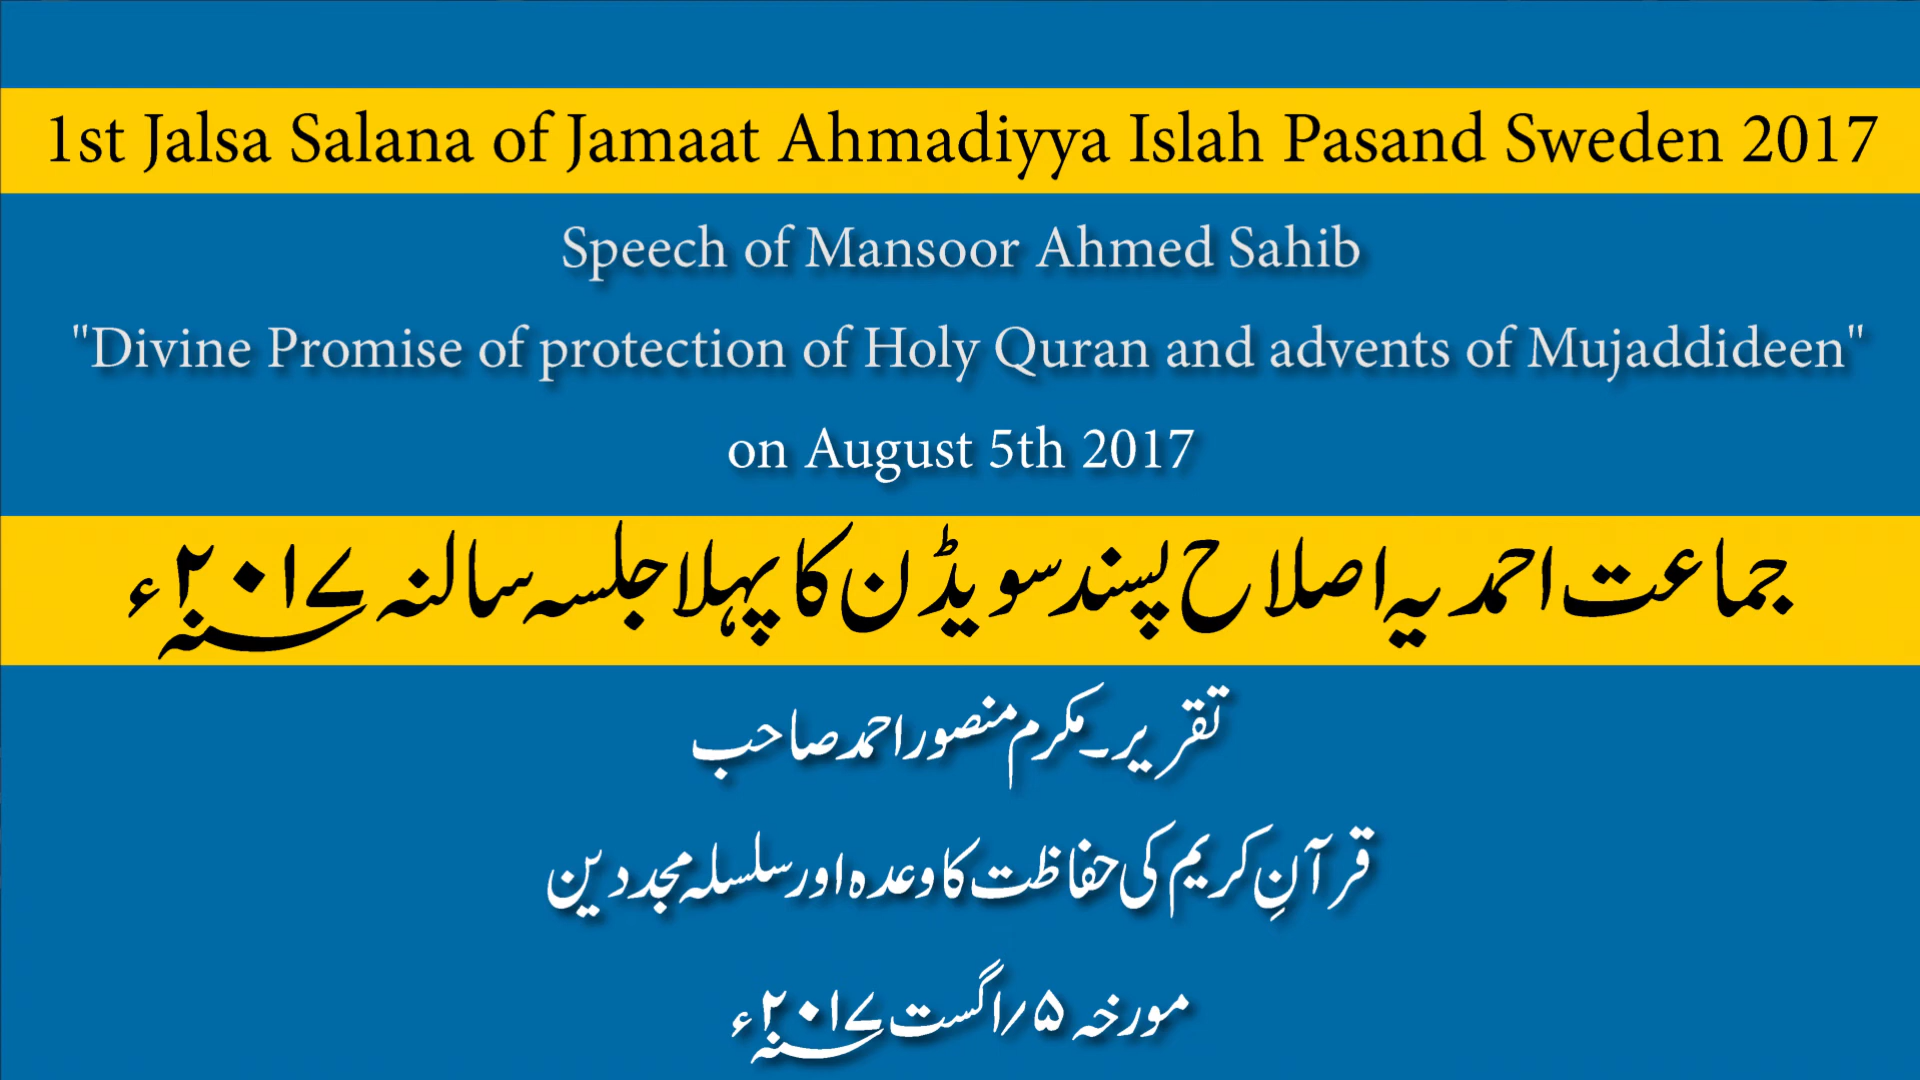 1st Jalsa Salana of Jamaat Ahmadiyya Islah Pasand Sweden 2017
Speech of Mansoor Ahmed Sahib
"Divine Promise of protection of Holy Quran and advents of Mujaddideen"
on August 5th 2017
جماعت احمدیہ اصلاح پسند سویڈن کا پہلا جلسہ سالنہ ؁۲۰۱۷ء
تقریر۔مکرم منصور احمد صاحب
قرآنِ کریم کی حفاظت کا وعدہ اور سلسلہ مجددین
مورخہ ۵/اگست ؁۲۰۱۷ء